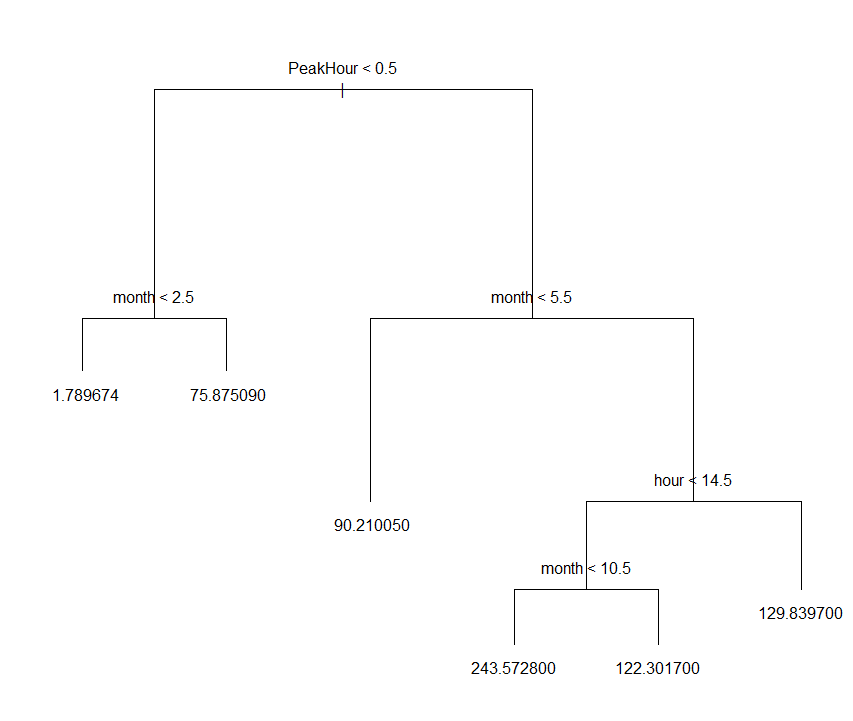 PeakHour < 0.5
month < 2.5
month < 5.5
1.789674
75.875090
hour < 14.5
90.210050
month < 10.5
129.839700
243.572800
122.301700